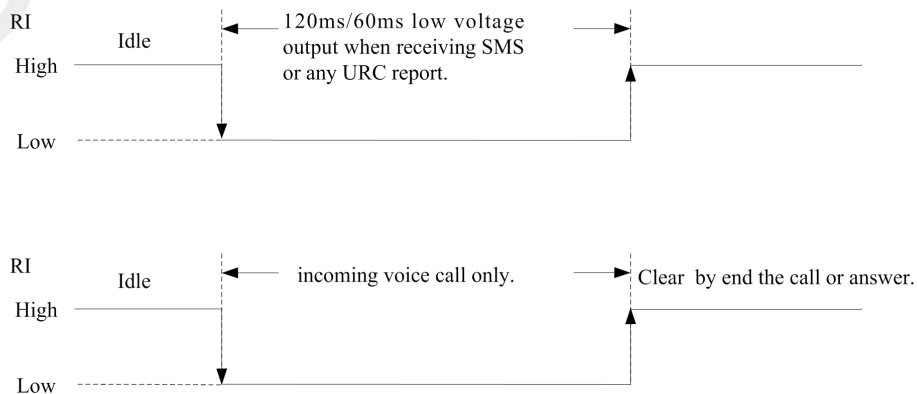 RI
Idle
120ms/60ms low voltage
output when receiving SMS
or any URC report.
High
Low
RI
Idle
incoming voice call only.
Clear by end the call or answer.
High
Low